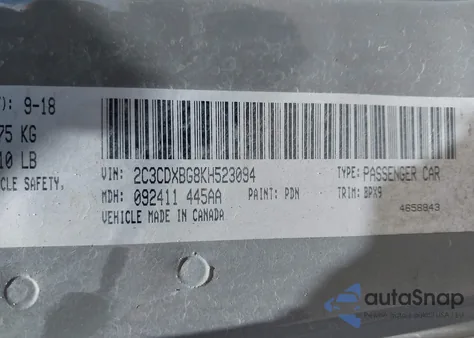 ): 9-18
75 KG
10 LB
CLE SAFETY,
VIN: 2C3CDXBG8KH523094 TYPE: PASSENGER CAR
MDH: 092411 445AA PAINT: PDN TRIM: BPX9
VEHICLE MADE IN CANADA 4658843
autoSnap